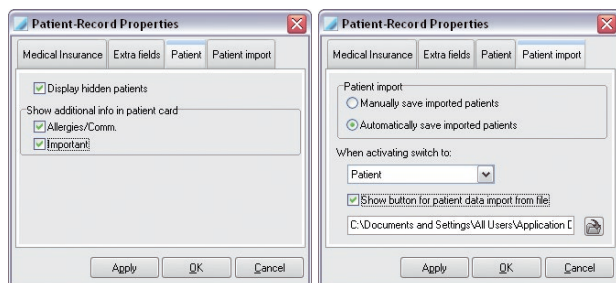 Patient-Record Properties
Medical Insurance Extra fields Patient Patient import
Display hidden patients
Show additional info in patient card
Allergies/Comm.
Important
Apply OK Cancel
Patient-Record Properties
Medical Insurance Extra fields Patient Patient import
Patient import
Manually save imported patients
Automatically save imported patients
When activating switch to:
Patient
Show button for patient data import from file
C:\Documents and Settings\All Users\Application D
Apply OK Cancel